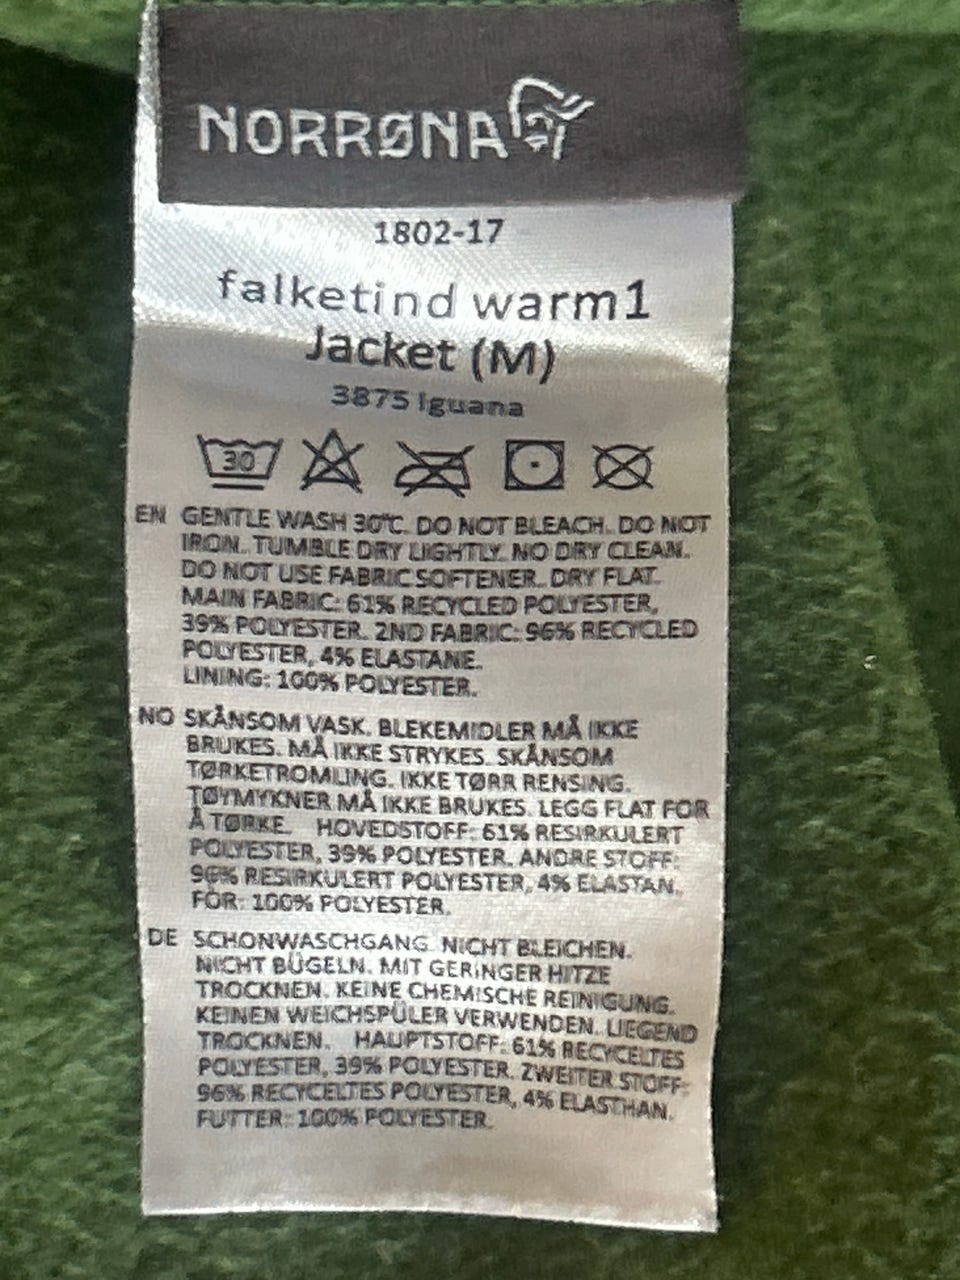 NORRØNA
1802-17
falketind warm1
Jacket (M)
3875 Iguana
30
EN GENTLE WASH 30°C. DO NOT BLEACH. DO NOT
IRON. TUMBLE DRY LIGHTLY. NO DRY CLEAN.
DO NOT USE FABRIC SOFTENER. DRY FLAT.
MAIN FABRIC: 61% RECYCLED POLYESTER,
39% POLYESTER. 2ND FABRIC: 96% RECYCLED
POLYESTER, 4% ELASTANE.
LINING: 100% POLYESTER.
NO SKÅNSOM VASK. BLEKEMIDLER MÅ IKKE
BRUKES. MÅ IKKE STRYKES. SKÅNSOM
TØRKETROMLING. IKKE TØRR RENSING.
TØYMYKNER MÅ IKKE BRUKES. LEGG FLAT FOR
Å TØRKE. HOVEDSTOFF: 61% RESIRKULERT
POLYESTER, 39% POLYESTER. ANDRE STOFF:
96% RESIRKULERT POLYESTER, 4% ELASTAN.
FÔR: 100% POLYESTER.
DE SCHONWASCHGANG. NICHT BLEICHEN.
NICHT BÜGELN. MIT GERINGER HITZE
TROCKNEN. KEINE CHEMISCHE REINIGUNG.
KEINEN WEICHSPÜLER VERWENDEN. LIEGEND
TROCKNEN. HAUPTSTOFF: 61% RECYCELTES
POLYESTER, 39% POLYESTER. ZWEITER STOFF:
96% RECYCELTES POLYESTER, 4% ELASTHAN.
FUTTER: 100% POLYESTER.